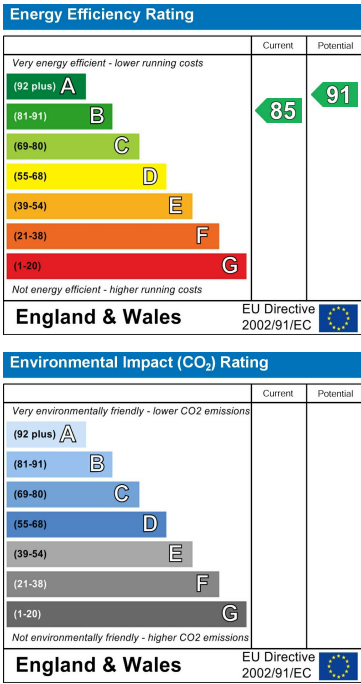 Energy Efficiency Rating
Current Potential
Very energy efficient - lower running costs
(92 plus) A
(81-91) B
(69-80) C
(55-68) D
(39-54) E
(21-38) F
(1-20) G
85
91
Not energy efficient - higher running costs
England & Wales
EU Directive
2002/91/EC
Environmental Impact (CO₂) Rating
Current Potential
Very environmentally friendly - lower CO2 emissions
(92 plus) A
(81-91) B
(69-80) C
(55-68) D
(39-54) E
(21-38) F
(1-20) G
Not environmentally friendly - higher CO2 emissions
England & Wales
EU Directive
2002/91/EC